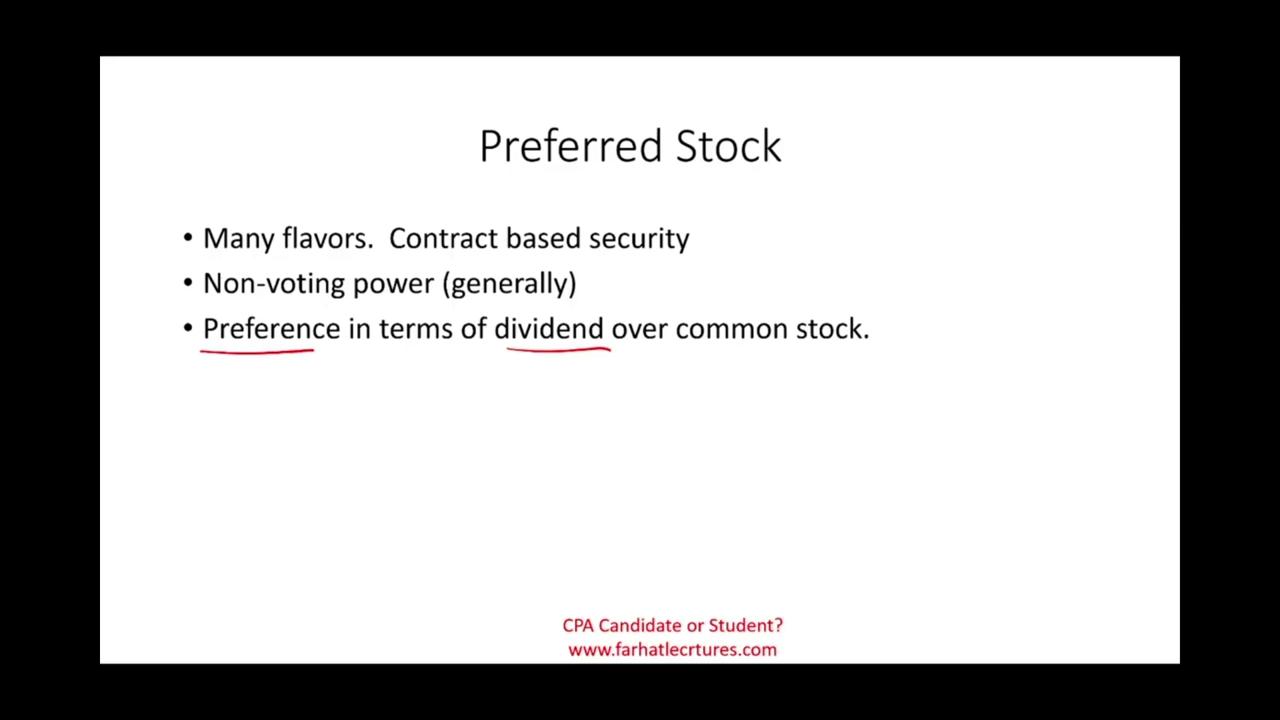 Preferred Stock
• Many flavors.  Contract based security
• Non-voting power (generally)
• Preference in terms of dividend over common stock.
CPA Candidate or Student?
www.farhatlecrtures.com